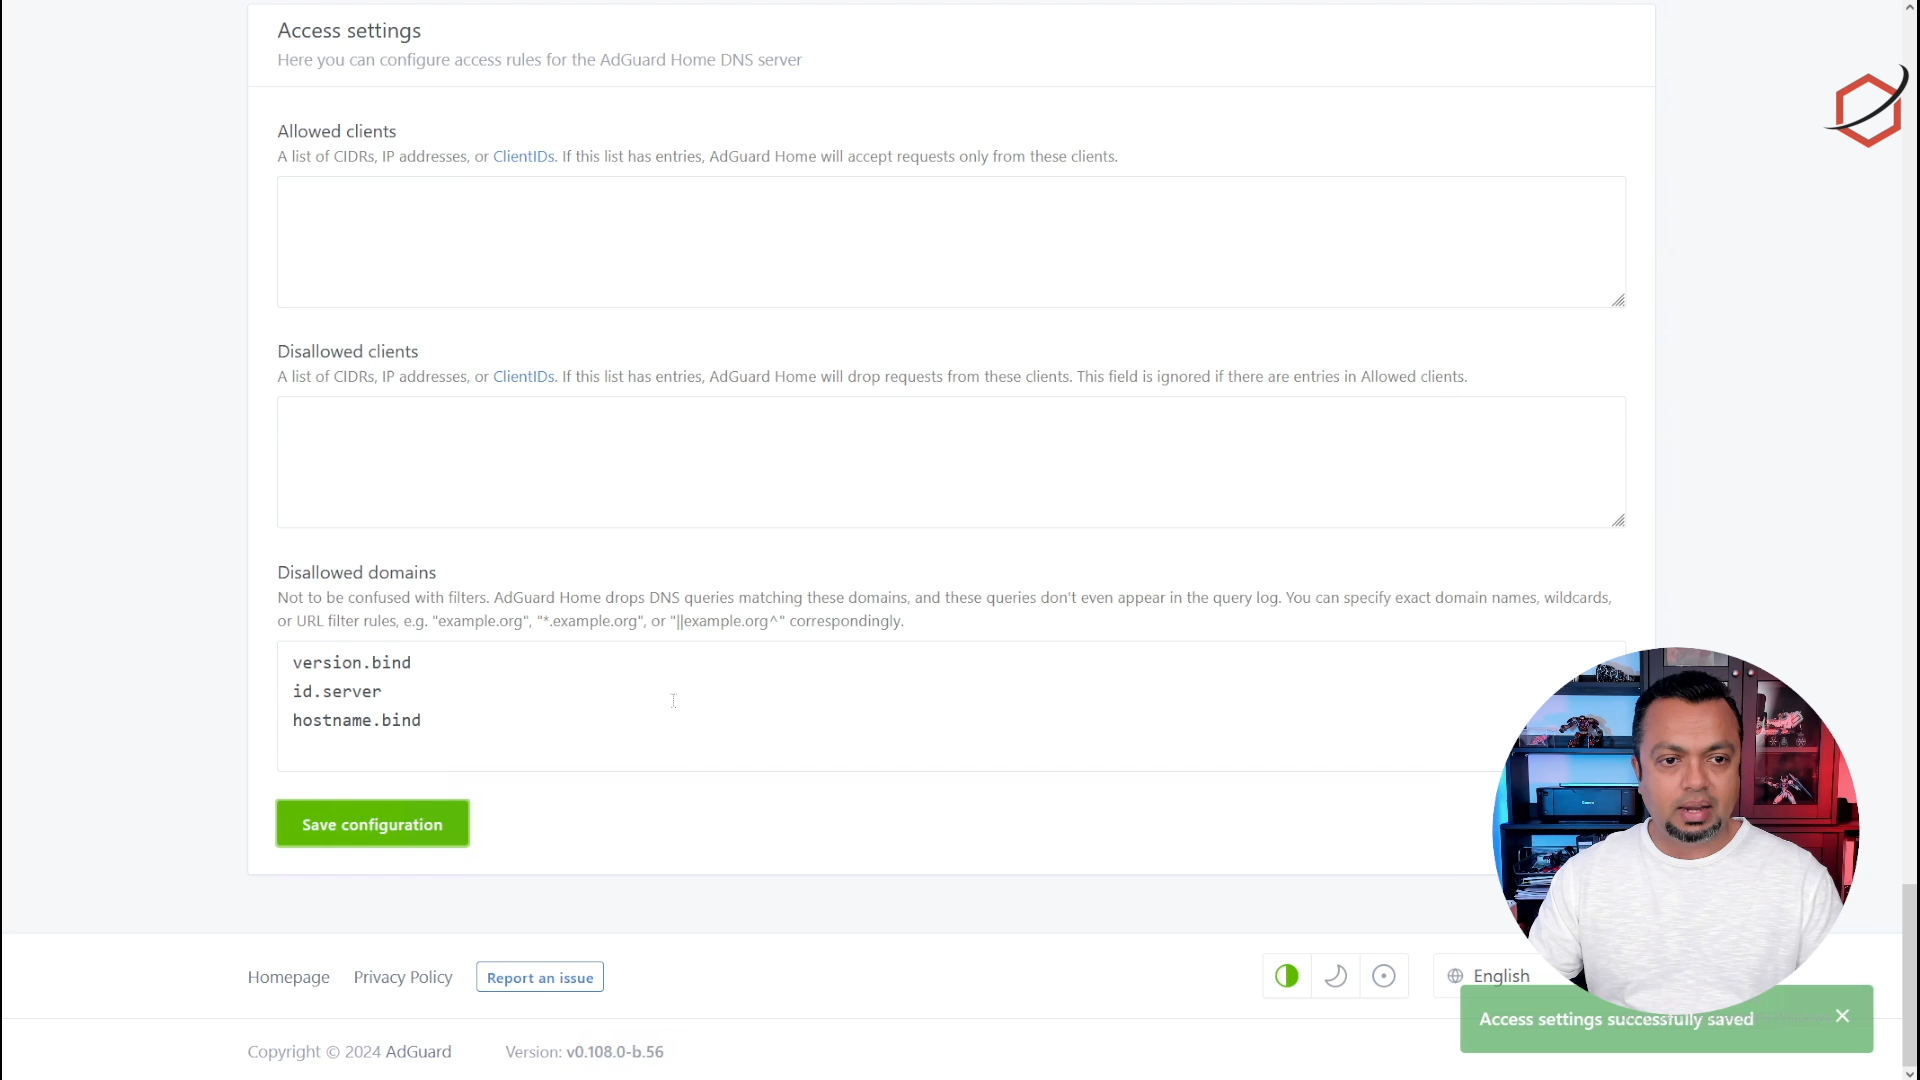 Access settings
Here you can configure access rules for the AdGuard Home DNS server
Allowed clients
A list of CIDRs, IP addresses, or ClientIDs. If this list has entries, AdGuard Home will accept requests only from these clients.
Disallowed clients
A list of CIDRs, IP addresses, or ClientIDs. If this list has entries, AdGuard Home will drop requests from these clients. This field is ignored if there are entries in Allowed clients.
Disallowed domains
Not to be confused with filters. AdGuard Home drops DNS queries matching these domains, and these queries don't even appear in the query log. You can specify exact domain names, wildcards,
or URL filter rules, e.g. "example.org", "*.example.org", or "||example.org^" correspondingly.
version.bind
id.server
hostname.bind
Save configuration
Homepage Privacy Policy Report an issue English
Access settings successfully saved
Copyright © 2024 AdGuard Version: v0.108.0-b.56